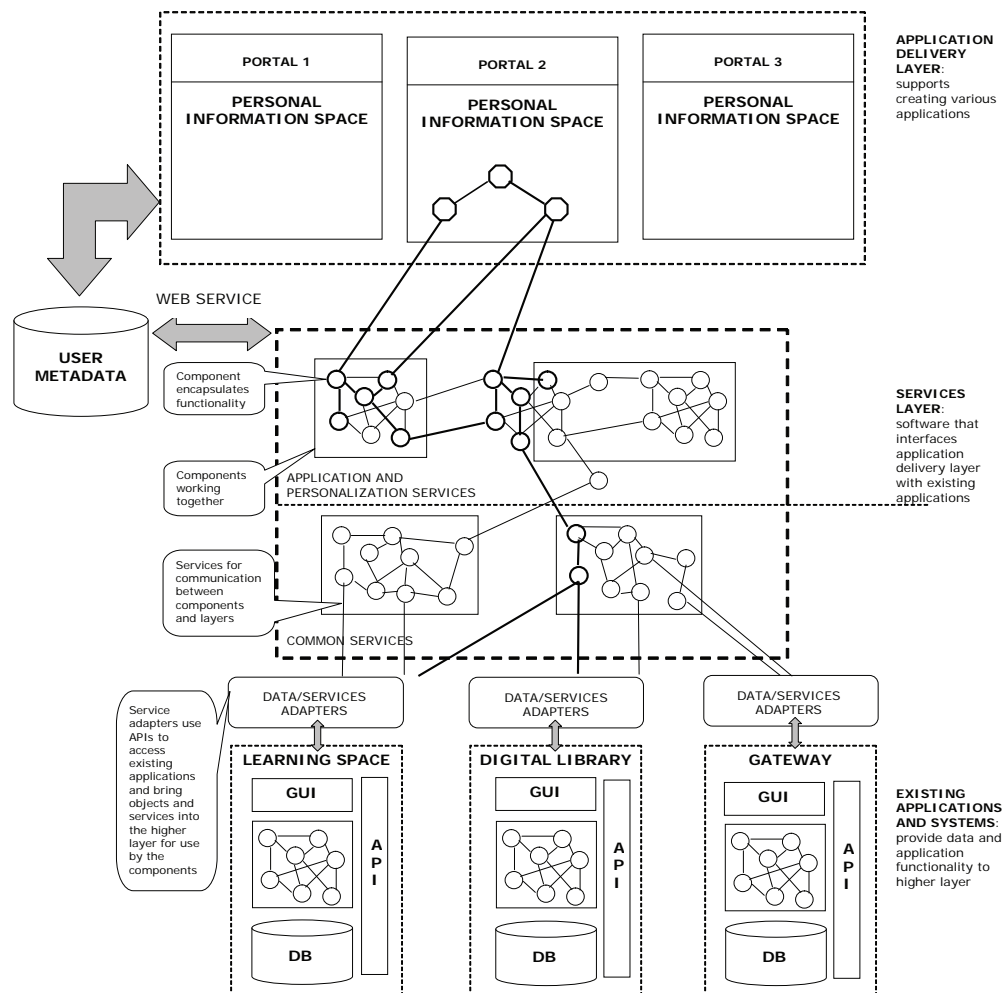 PORTAL 1
PERSONAL
INFORMATION SPACE
PORTAL 2
PERSONAL
INFORMATION SPACE
PORTAL 3
PERSONAL
INFORMATION SPACE
APPLICATION
DELIVERY
LAYER:
supports
creating various
applications
WEB SERVICE
USER
METADATA
Component
encapsulates
functionality
Components
working
together
APPLICATION AND
PERSONALIZATION SERVICES
SERVICES
LAYER:
software that
interfaces
application
delivery layer
with existing
applications
Services for
communication
between
components
and layers
COMMON SERVICES
Service
adapters use
APIs to
access
existing
applications
and bring
objects and
services into
the higher
layer for use
by the
components
DATA/SERVICES
ADAPTERS
DATA/SERVICES
ADAPTERS
DATA/SERVICES
ADAPTERS
LEARNING SPACE
GUI
A
P
I
DB
DIGITAL LIBRARY
GUI
A
P
I
DB
GATEWAY
GUI
A
P
I
DB
EXISTING
APPLICATIONS
AND SYSTEMS:
provide data and
application
functionality to
higher layer